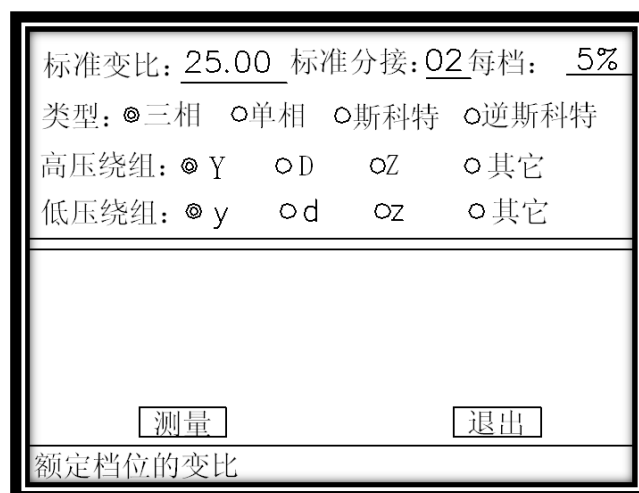 标准变比: 25.00 标准分接: 02 每档: 5%
类型: 三相 单相 斯科特 逆斯科特
高压绕组: Y D Z 其它
低压绕组: y d z 其它
测量 退出
额定档位的变比